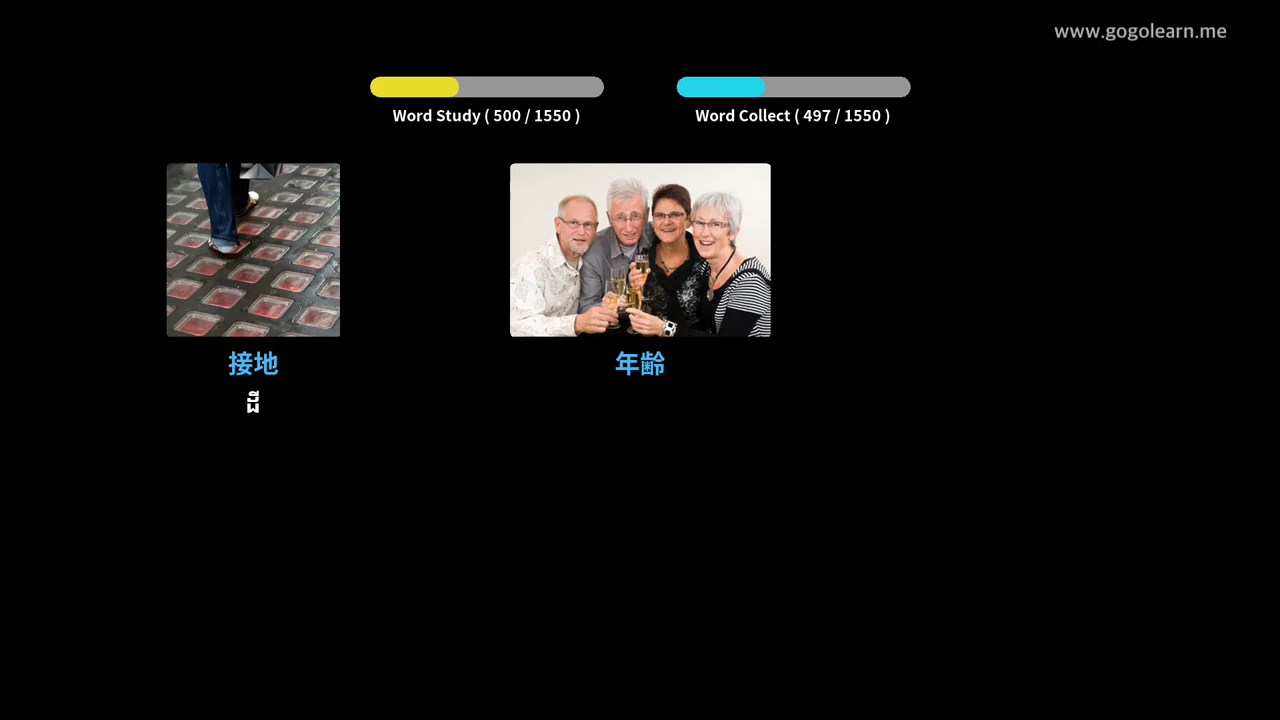 www.gogolearn.me
Word Study ( 500 / 1550 )
Word Collect ( 497 / 1550 )
接地
年齢
ដី